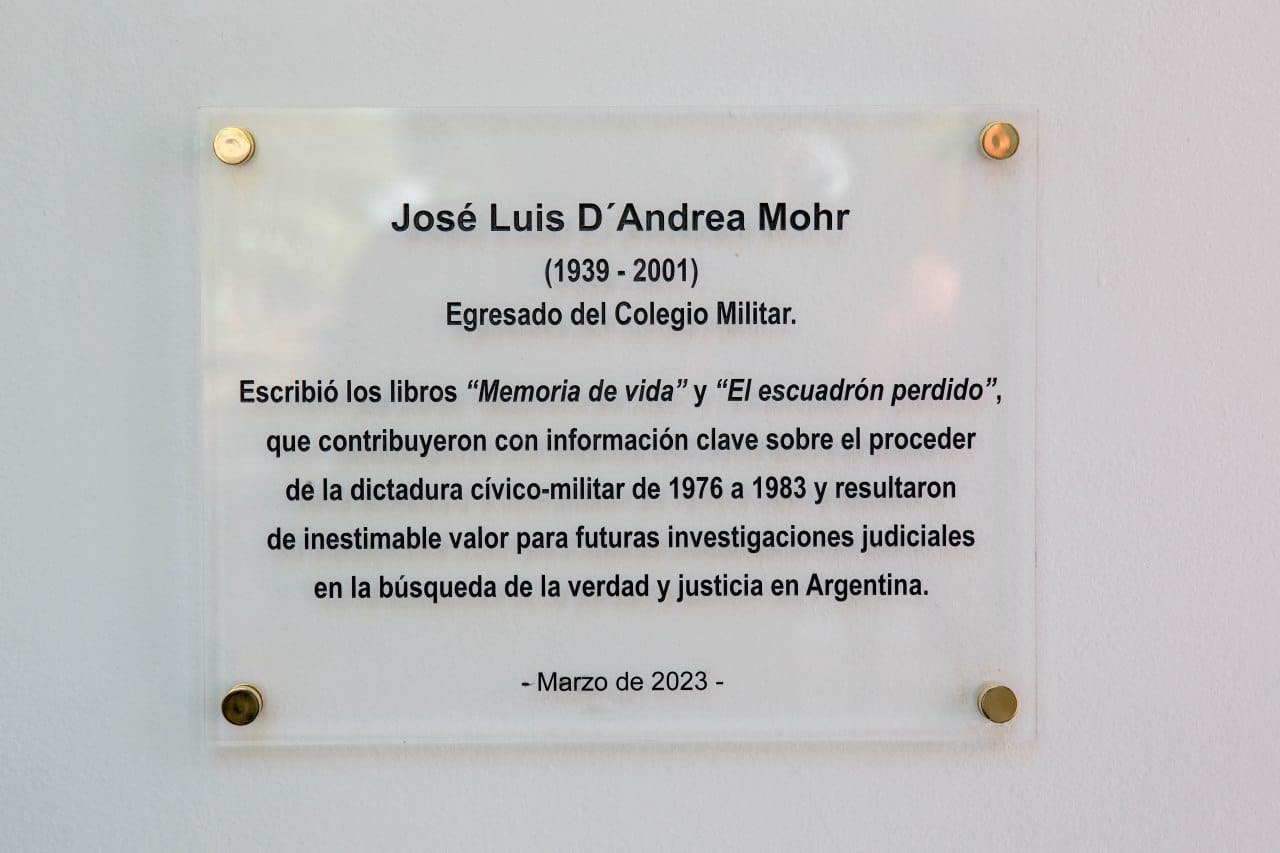 José Luis D´Andrea Mohr
(1939 - 2001)
Egresado del Colegio Militar.
Escribió los libros “Memoria de vida” y “El escuadrón perdido”,
que contribuyeron con información clave sobre el proceder
de la dictadura cívico-militar de 1976 a 1983 y resultaron
de inestimable valor para futuras investigaciones judiciales
en la búsqueda de la verdad y justicia en Argentina.
- Marzo de 2023 -